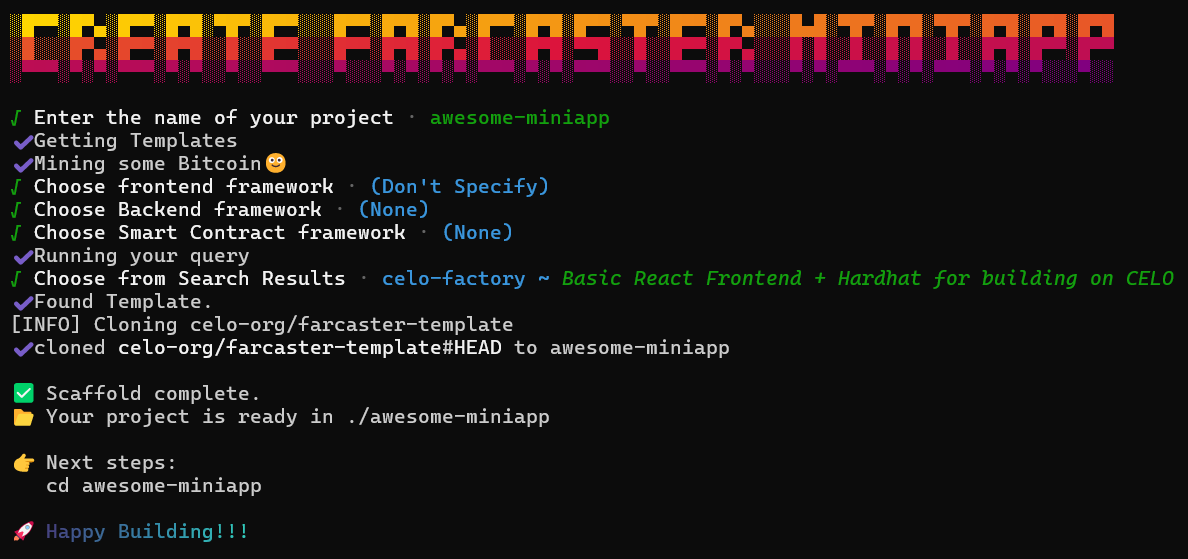 CREATE FARCASTER MINIAPP
√ Enter the name of your project · awesome-miniapp
✔Getting Templates
✔Mining some Bitcoin🙂
√ Choose frontend framework · (Don't Specify)
√ Choose Backend framework · (None)
√ Choose Smart Contract framework · (None)
✔Running your query
√ Choose from Search Results · celo-factory ~ Basic React Frontend + Hardhat for building on CELO
✔Found Template.
[INFO] Cloning celo-org/farcaster-template
✔cloned celo-org/farcaster-template#HEAD to awesome-miniapp
✅ Scaffold complete.
📂 Your project is ready in ./awesome-miniapp
👉 Next steps:
cd awesome-miniapp
🚀 Happy Building!!!